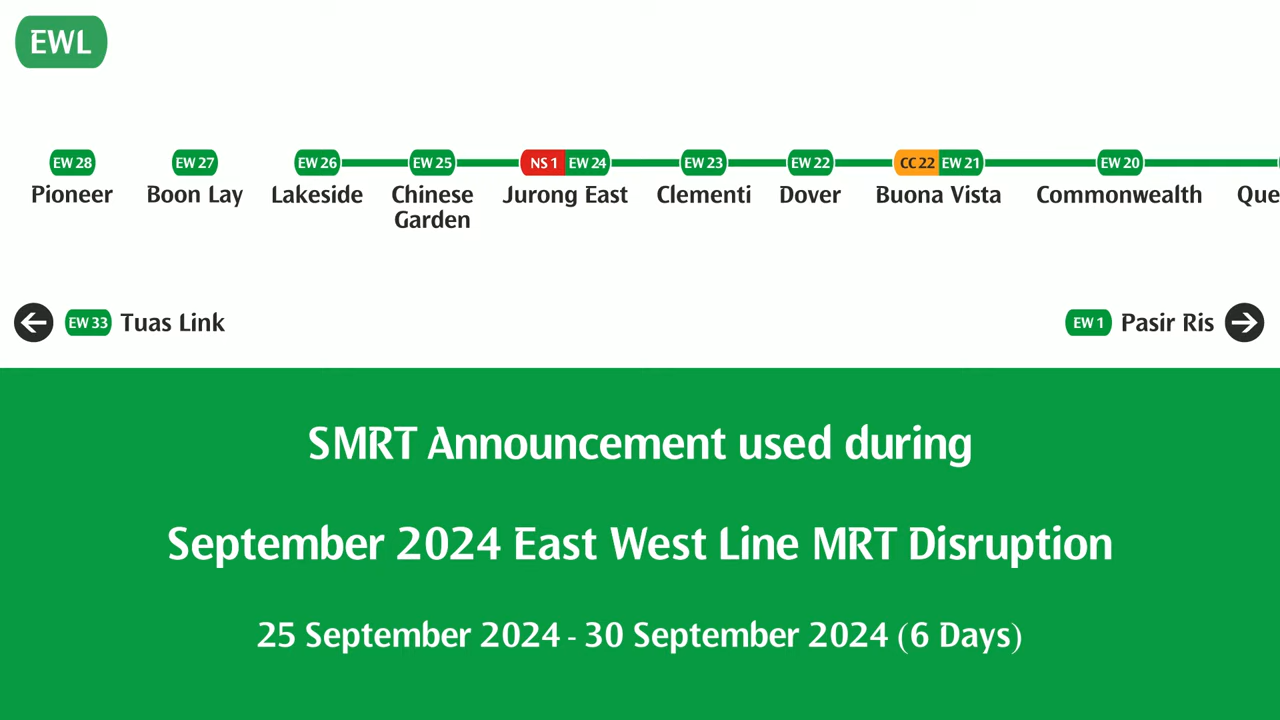 EWL
EW 28 EW 27 EW 26 EW 25 NS 1 EW 24 EW 23 EW 22 CC 22 EW 21 EW 20
Pioneer Boon Lay Lakeside Chinese Jurong East Clementi Dover Buona Vista Commonwealth Que
Garden
EW 33 Tuas Link EW 1 Pasir Ris
SMRT Announcement used during
September 2024 East West Line MRT Disruption
25 September 2024 - 30 September 2024 (6 Days)